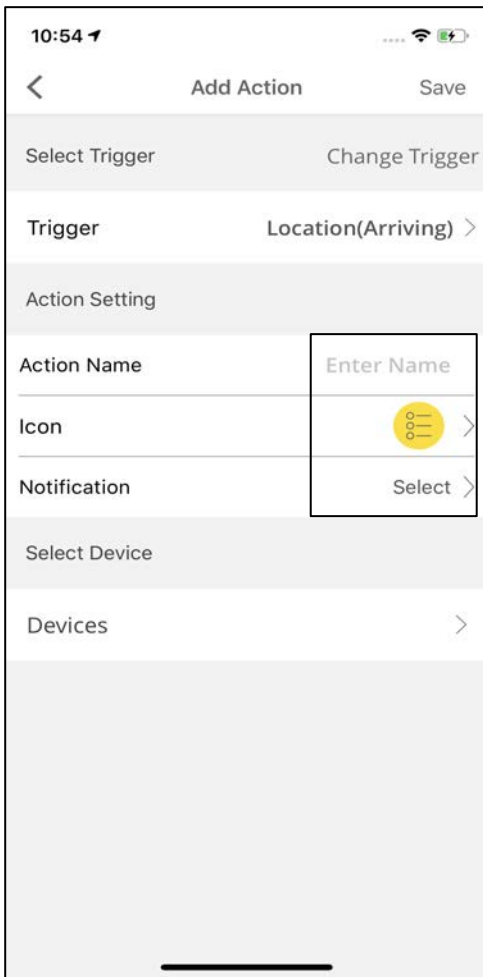 10:54
Add Action Save
Select Trigger Change Trigger
Trigger Location(Arriving)
Action Setting
Action Name Enter Name
Icon
Notification Select
Select Device
Devices